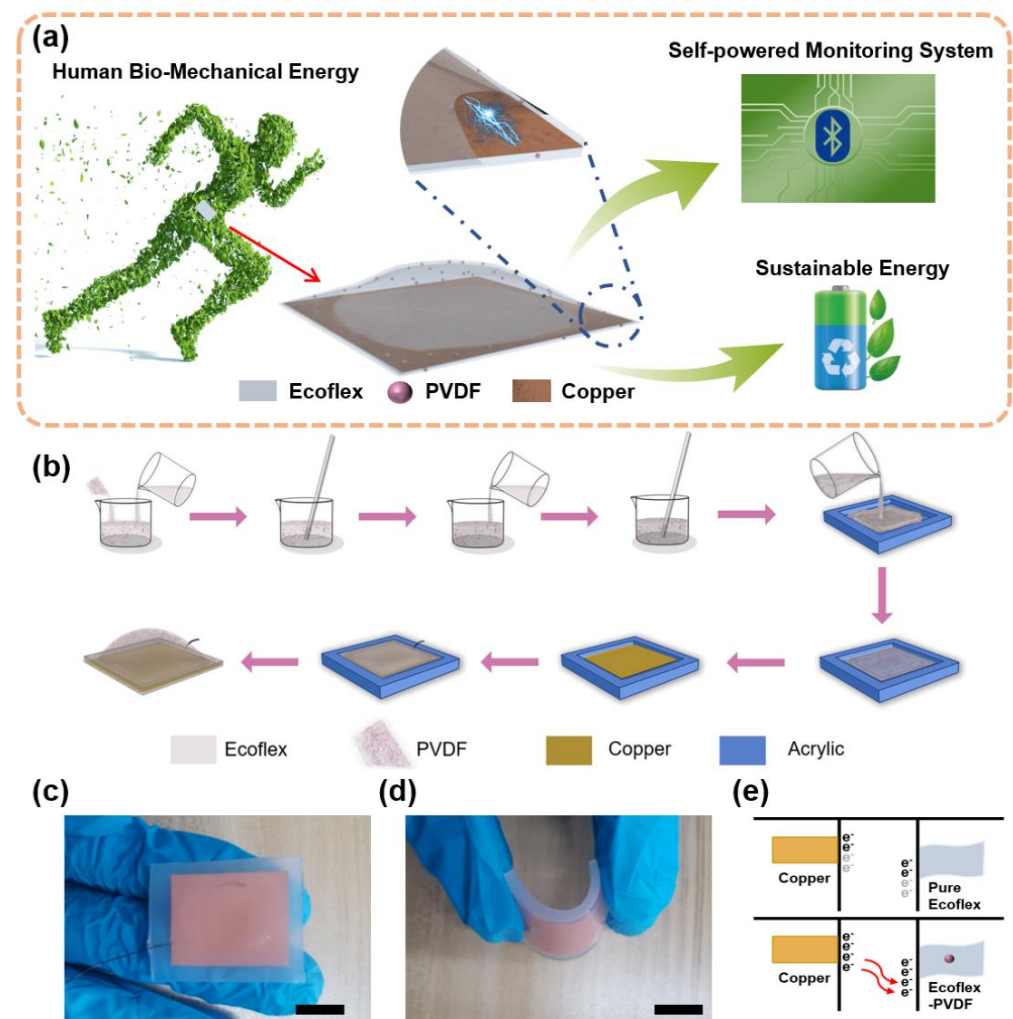 (a)
Human Bio-Mechanical Energy
Self-powered Monitoring System
Sustainable Energy
Ecoflex PVDF Copper
(b)
Ecoflex PVDF Copper Acrylic
(c)
(d)
(e)
e-
e-
e-
e-
Copper
e-
e-
e-
e-
Pure
Ecoflex
e-
e-
e-
e-
Copper
e-
e-
e-
e-
Ecoflex
-PVDF